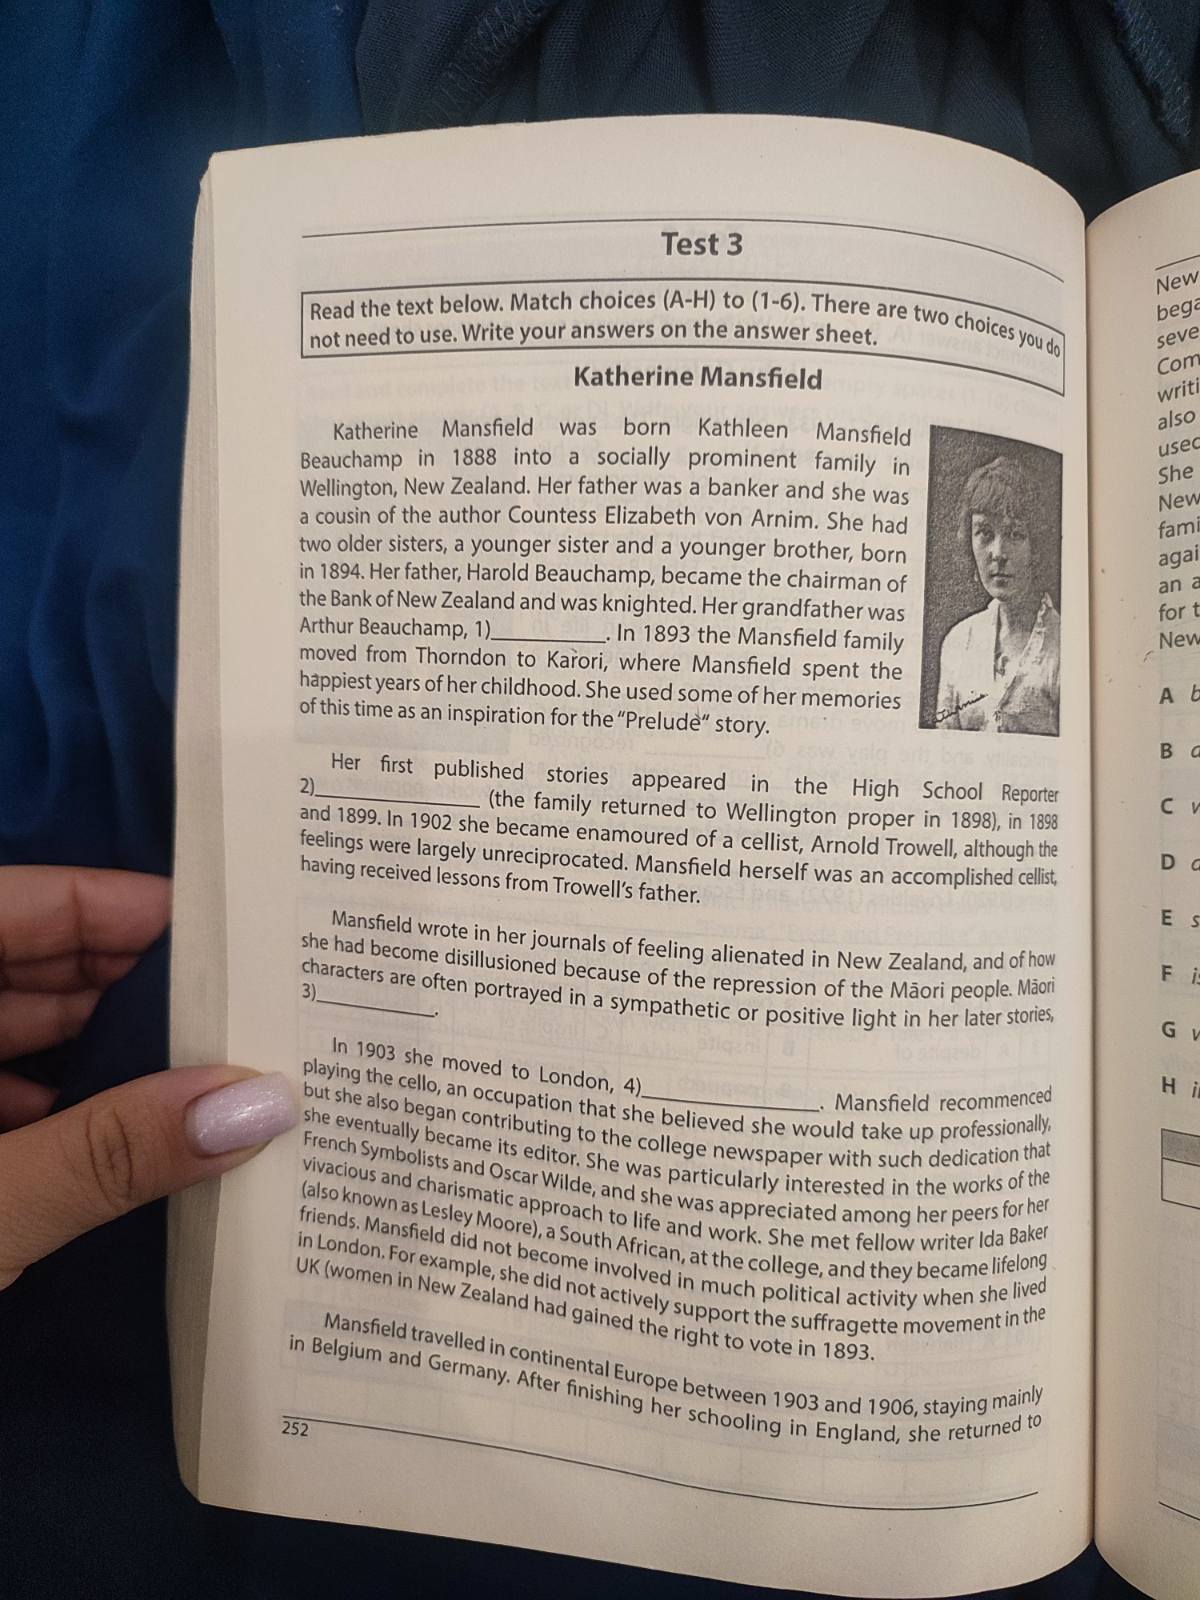 Test 3
Read the text below. Match choices (A-H) to (1-6). There are two choices you do
not need to use. Write your answers on the answer sheet.
Katherine Mansfield
Katherine Mansfield was born Kathleen Mansfield
Beauchamp in 1888 into a socially prominent family in
Wellington, New Zealand. Her father was a banker and she was
a cousin of the author Countess Elizabeth von Arnim. She had
two older sisters, a younger sister and a younger brother, born
in 1894. Her father, Harold Beauchamp, became the chairman of
the Bank of New Zealand and was knighted. Her grandfather was
Arthur Beauchamp, 1)__________. In 1893 the Mansfield family
moved from Thorndon to Karori, where Mansfield spent the
happiest years of her childhood. She used some of her memories
of this time as an inspiration for the "Prelude" story.
Her first published stories appeared in the High School Reporter
2)______________ (the family returned to Wellington proper in 1898), in 1898
and 1899. In 1902 she became enamoured of a cellist, Arnold Trowell, although the
feelings were largely unreciprocated. Mansfield herself was an accomplished cellist,
having received lessons from Trowell's father.
Mansfield wrote in her journals of feeling alienated in New Zealand, and of how
she had become disillusioned because of the repression of the Māori people. Māori
characters are often portrayed in a sympathetic or positive light in her later stories,
3)__________.
In 1903 she moved to London, 4)______________. Mansfield recommenced
playing the cello, an occupation that she believed she would take up professionally,
but she also began contributing to the college newspaper with such dedication that
she eventually became its editor. She was particularly interested in the works of the
French Symbolists and Oscar Wilde, and she was appreciated among her peers for her
vivacious and charismatic approach to life and work. She met fellow writer Ida Baker
(also known as Lesley Moore), a South African, at the college, and they became lifelong
friends. Mansfield did not become involved in much political activity when she lived
in London. For example, she did not actively support the suffragette movement in the
UK (women in New Zealand had gained the right to vote in 1893.
Mansfield travelled in continental Europe between 1903 and 1906, staying mainly
in Belgium and Germany. After finishing her schooling in England, she returned to
252
New
bega
seve
Com
writi
also
used
She
New
fami
agai
an a
for t
New
A b
B
C
D
E s
F is
G
H